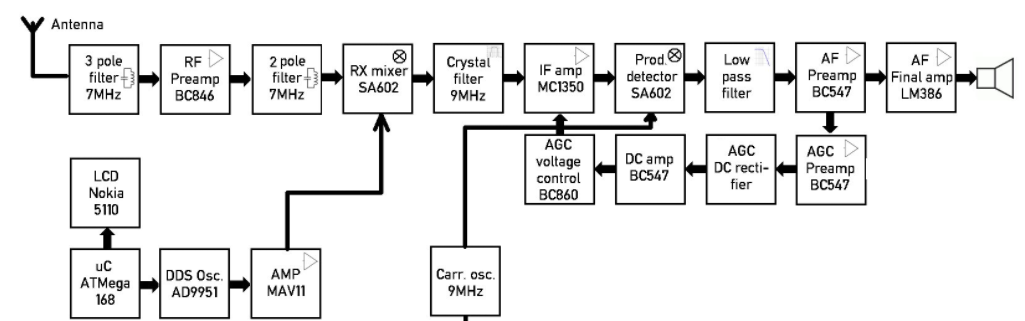 Antenna
3 pole
filter
7MHz
RF
Preamp
BC846
2 pole
filter
7MHz
RX mixer
SA602
Crystal
filter
9MHz
IF amp
MC1350
Prod.
detector
SA602
Low
pass
filter
AF
Preamp
BC547
AF
Final amp
LM386
AGC
voltage
control
BC860
DC amp
BC547
AGC
DC recti-
fier
AGC
Preamp
BC547
LCD
Nokia
5110
uC
ATMega
168
DDS Osc.
AD9951
AMP
MAV11
Carr. osc.
9MHz